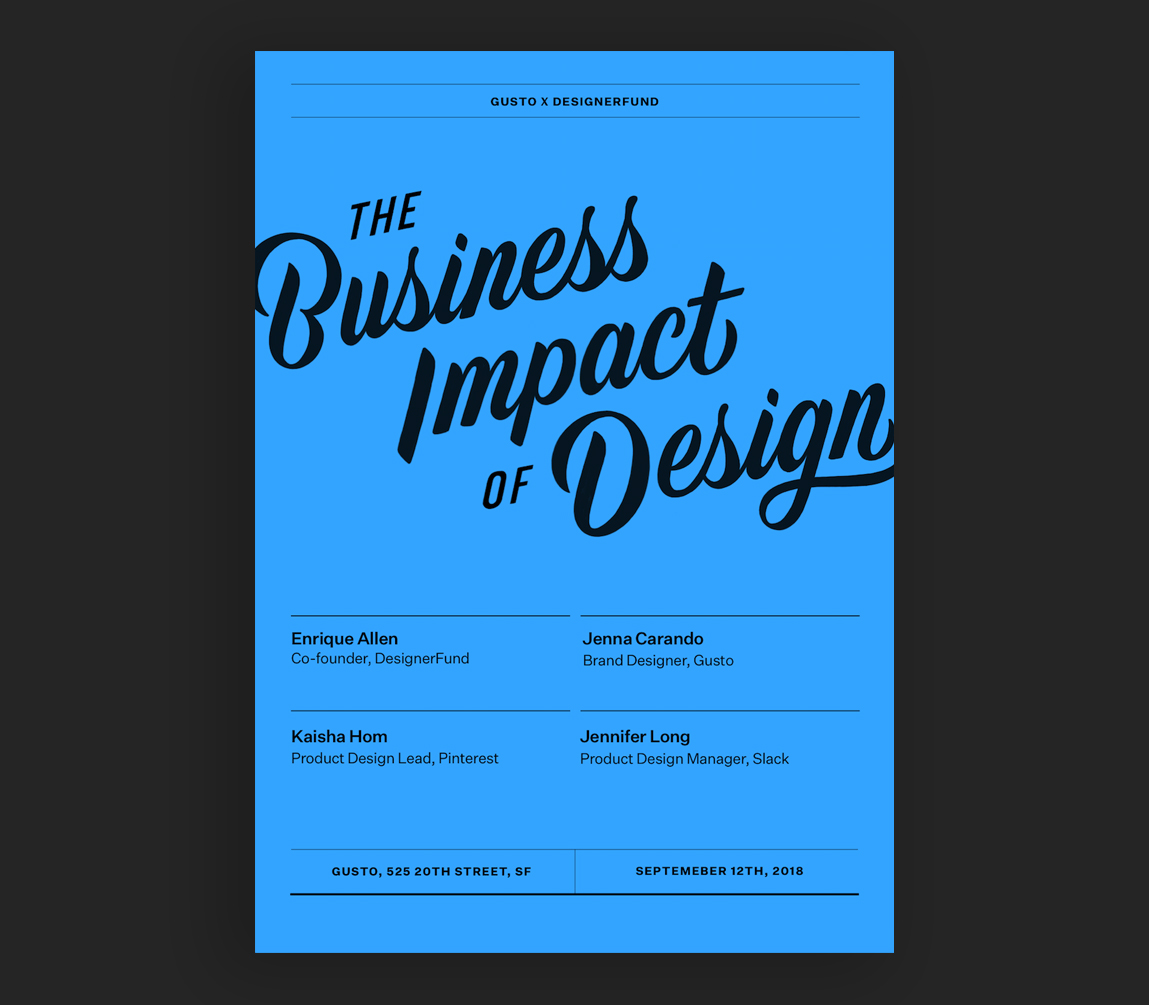 GUSTO X DESIGNERFUND
THE
Business
Impact
OF Design
Enrique Allen
Co-founder, DesignerFund
Jenna Carando
Brand Designer, Gusto
Kaisha Hom
Product Design Lead, Pinterest
Jennifer Long
Product Design Manager, Slack
GUSTO, 525 20TH STREET, SF
SEPTEMEBER 12TH, 2018